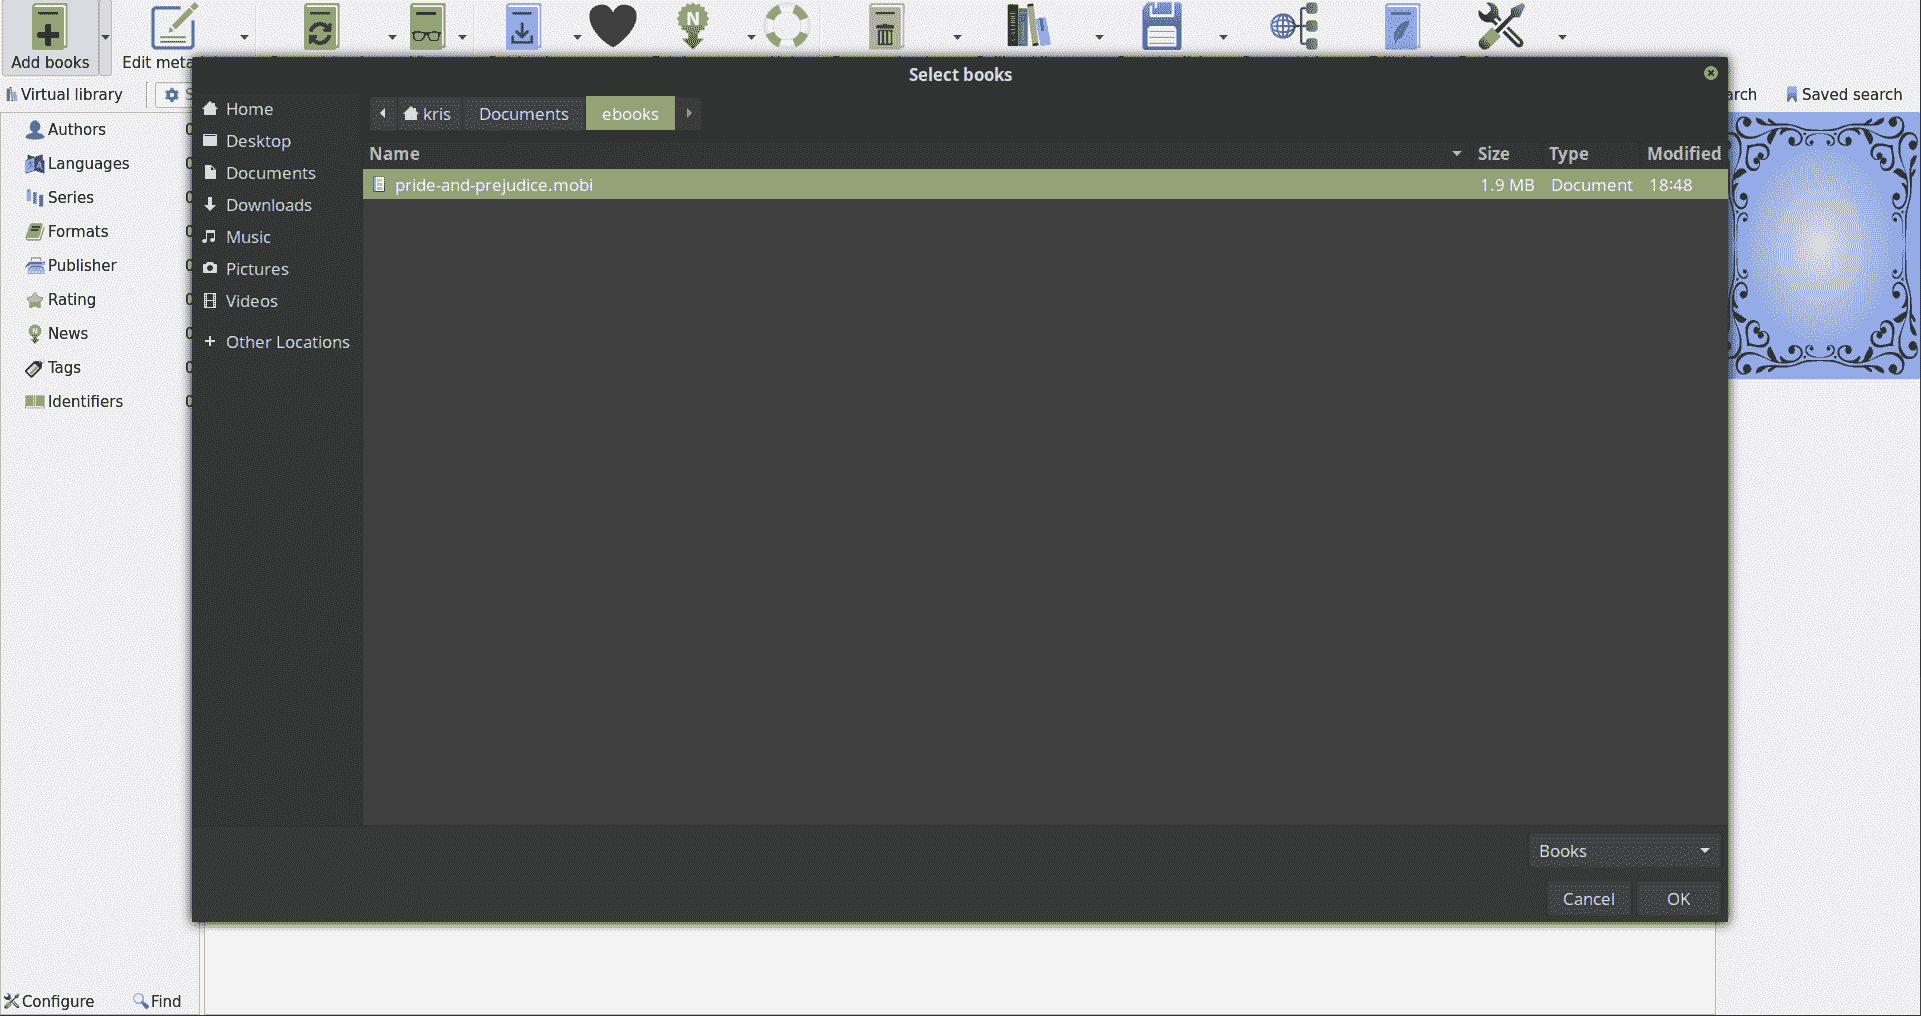 Add books
Edit meta
Select books
Virtual library
S
arch
Saved search
Home
kris
Documents
ebooks
Desktop
Documents
Downloads
Music
Pictures
Videos
Other Locations
Name
Size
Type
Modified
pride-and-prejudice.mobi
1.9 MB
Document
18:48
Authors
Languages
Series
Formats
Publisher
Rating
News
Tags
Identifiers
N
Books
Cancel
OK
Configure
Find